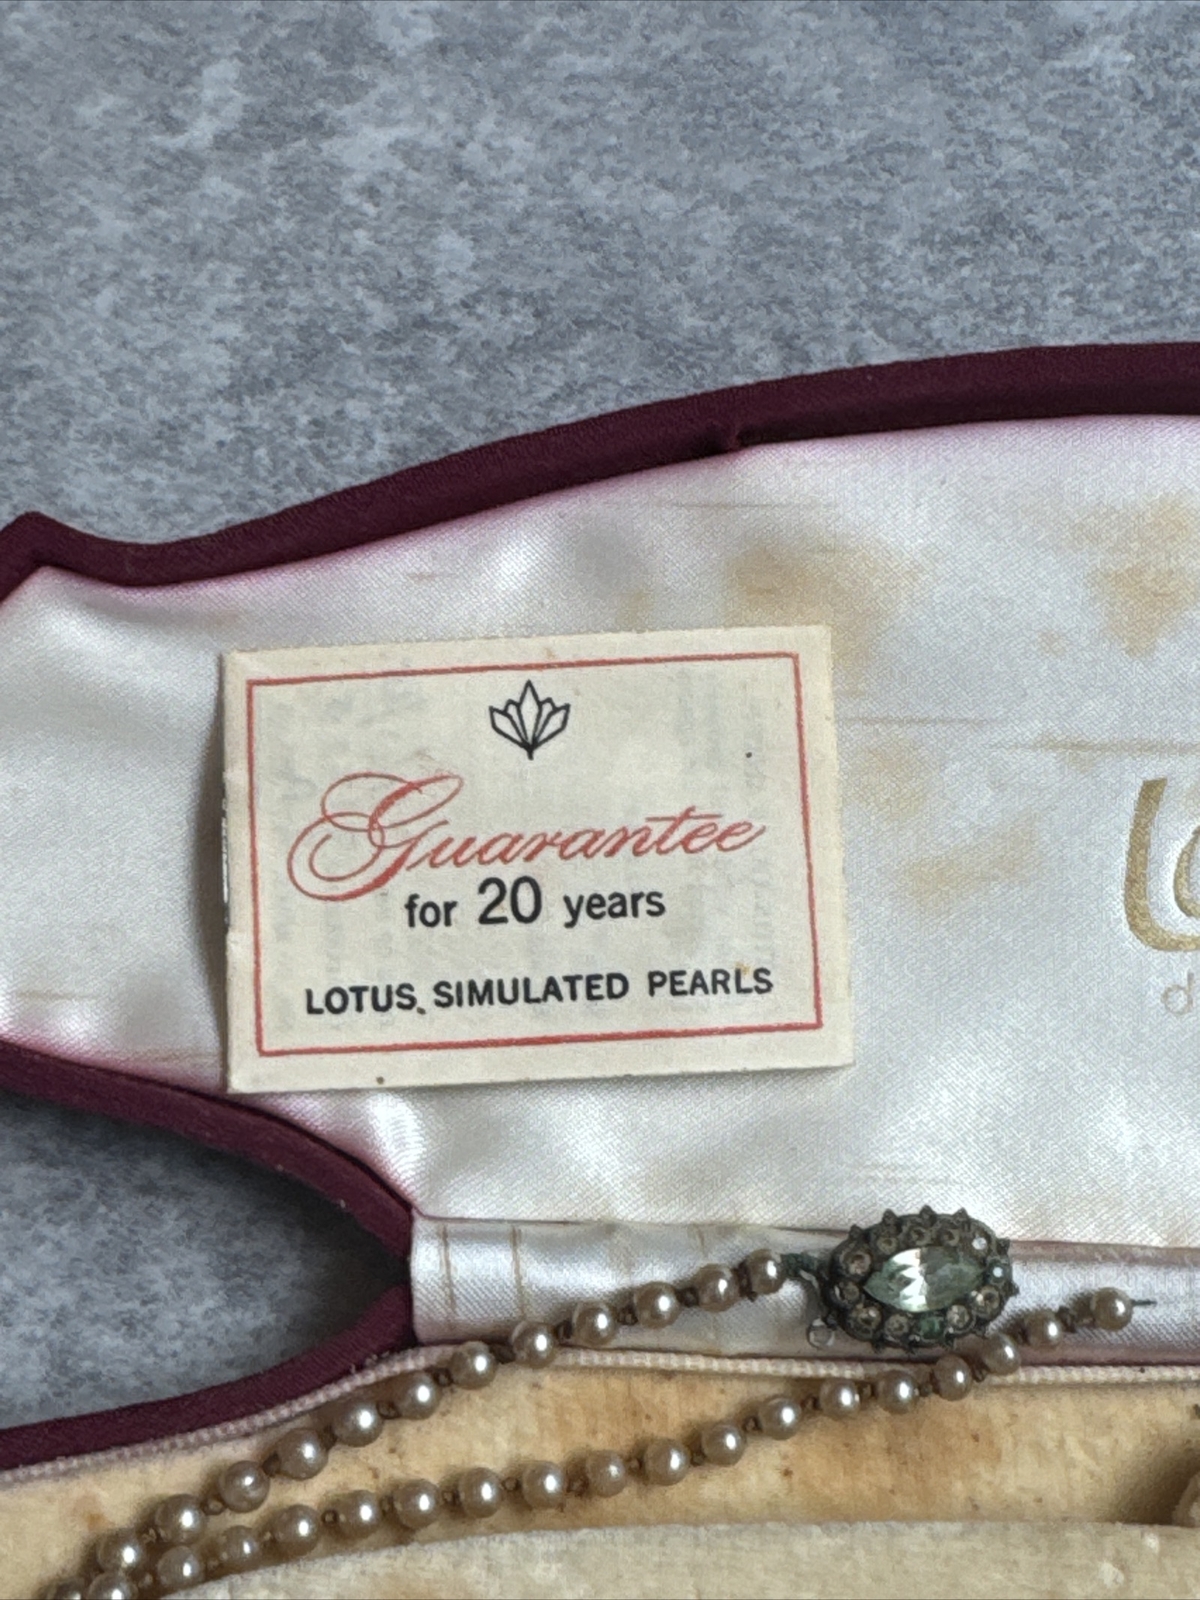 Guarantee
for 20 years
LOTUS SIMULATED PEARLS